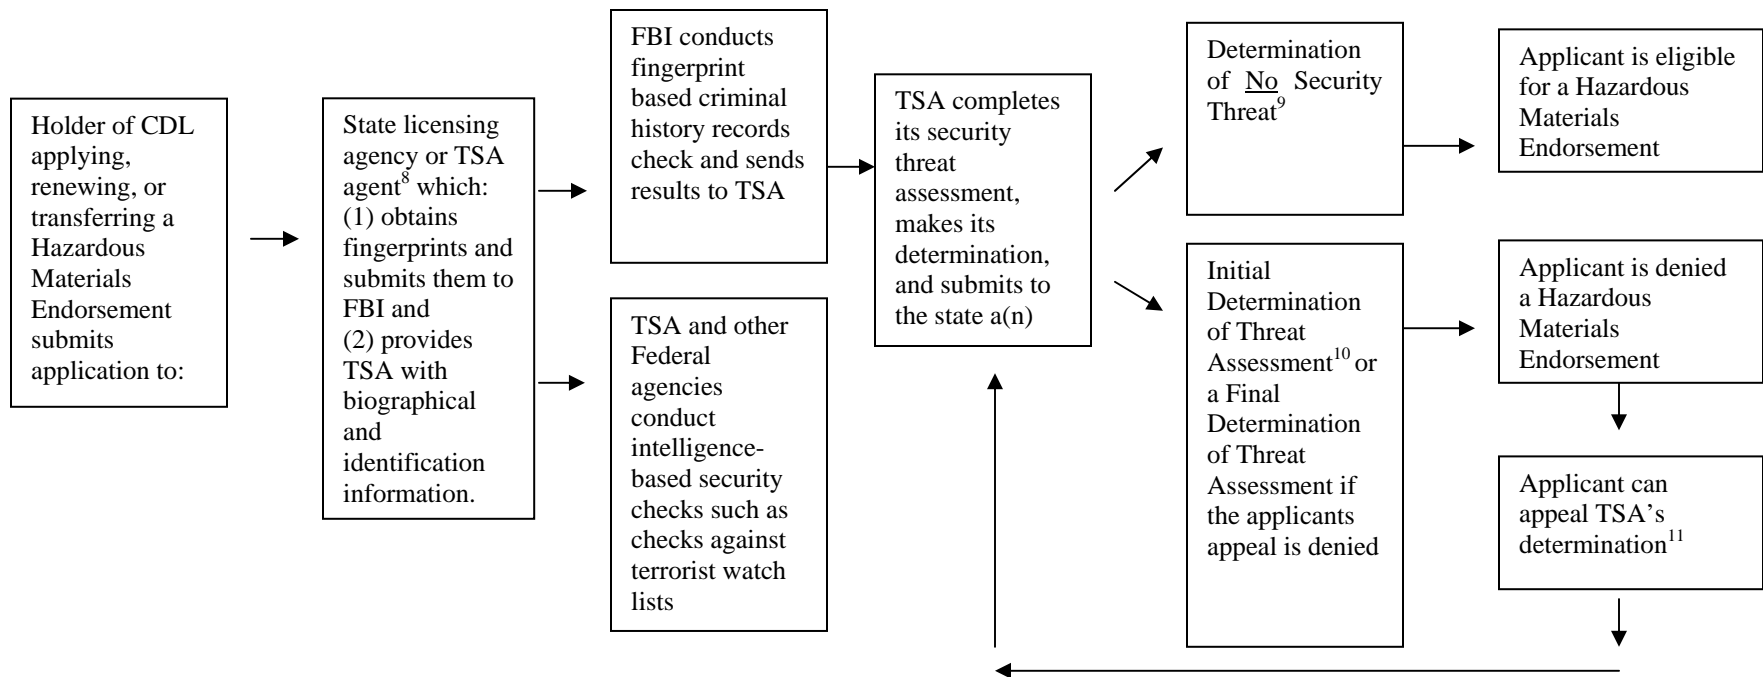 Holder of CDL
applying,
renewing, or
transferring a
Hazardous
Materials
Endorsement
submits
application to:
State licensing
agency or TSA
agent8 which:
(1) obtains
fingerprints and
submits them to
FBI and
(2) provides
TSA with
biographical
and
identification
information.
FBI conducts
fingerprint
based criminal
history records
check and sends
results to TSA
TSA and other
Federal
agencies
conduct
intelligence-
based security
checks such as
checks against
terrorist watch
lists
TSA completes
its security
threat
assessment,
makes its
determination,
and submits to
the state a(n)
Determination
of No Security
Threat9
Initial
Determination
of Threat
Assessment10 or
a Final
Determination
of Threat
Assessment if
the applicants
appeal is denied
Applicant is eligible
for a Hazardous
Materials
Endorsement
Applicant is denied
a Hazardous
Materials
Endorsement
Applicant can
appeal TSA’s
determination11